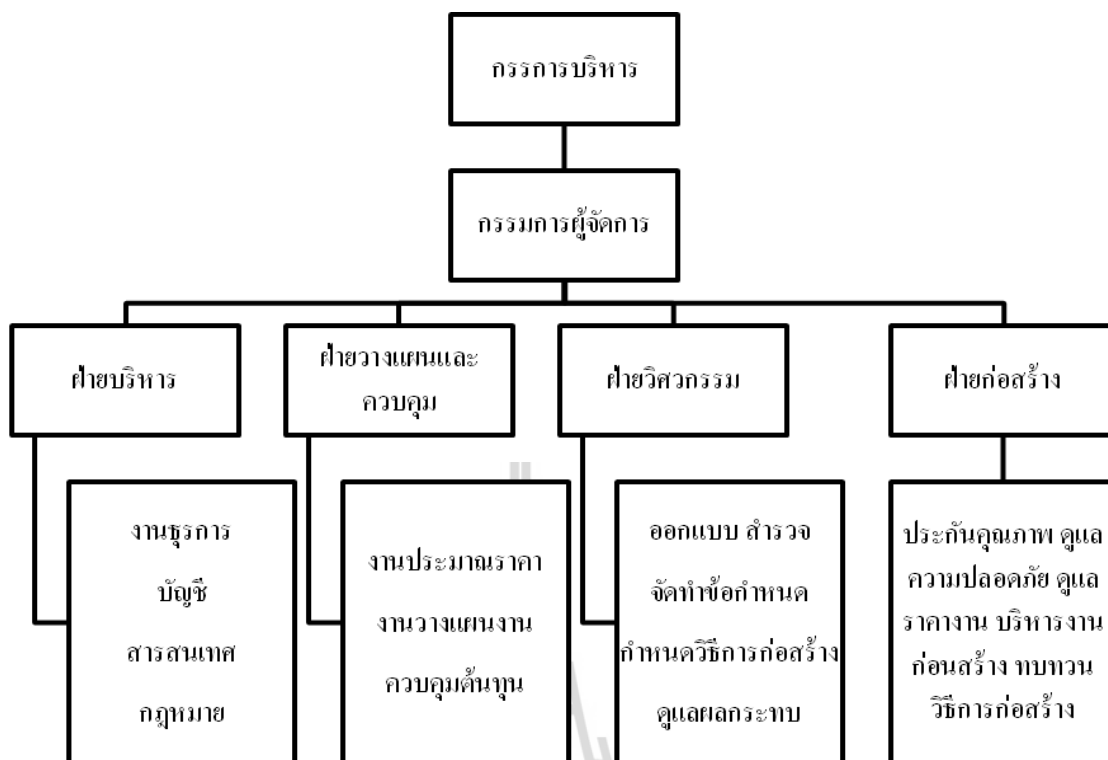 กรรการบริหาร
กรรมการผู้จัดการ
ฝ่ายบริหาร
ฝ่ายวางแผนและ
ควบคุม
ฝ่ายวิศวกรรม
ฝ่ายก่อสร้าง
งานธุรการ
บัญชี
สารสนเทศ
กฎหมาย
งานประมาณราคา
งานวางแผนงาน
ควบคุมต้นทุน
ออกแบบ สำรวจ
จัดทำข้อกำหนด
กำหนดวิธีการก่อสร้าง
ดูแลผลกระทบ
ประกันคุณภาพ ดูแล
ความปลอดภัย ดูแล
ราคางาน บริหารงาน
ก่อนสร้าง ทบทวน
วิธีการก่อสร้าง